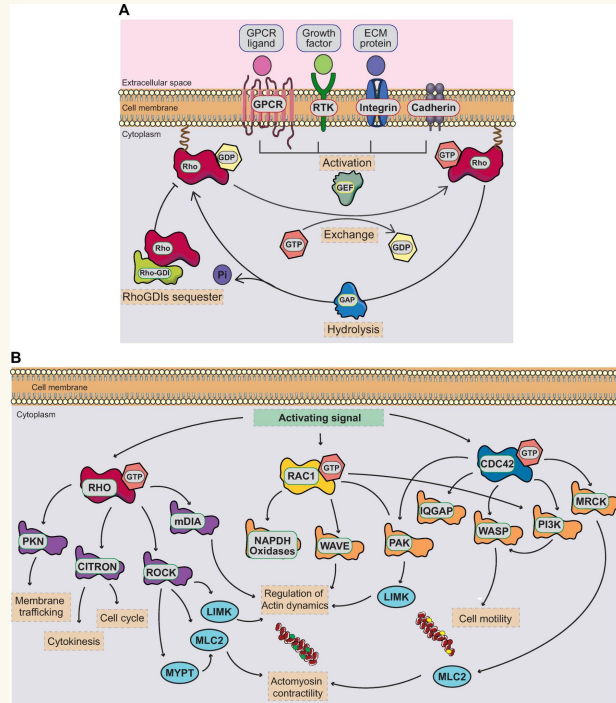 A
GPCR
ligand
Growth
factor
ECM
protein
Extracellular space
Cell membrane
GPCR
RTK
Integrin
Cadherin
Cytoplasm
Rho
GDP
Activation
GTP
Rho
GEF
Exchange
GTP
GDP
Rho
Rho-GDI
Pi
RhoGDIs sequester
GAP
Hydrolysis
B
Cell membrane
Cytoplasm
Activating signal
RHO
GTP
RAC1
GTP
CDC42
GTP
MRCK
IQGAP
mDIA
PKN
CITRON
ROCK
NAPDH
Oxidases
WAVE
PAK
WASP
PI3K
Membrane
trafficking
Cell cycle
Cytokinesis
LIMK
MLC2
MYPT
Regulation of
Actin dynamics
LIMK
Cell motility
Actomyosin
contractility
MLC2